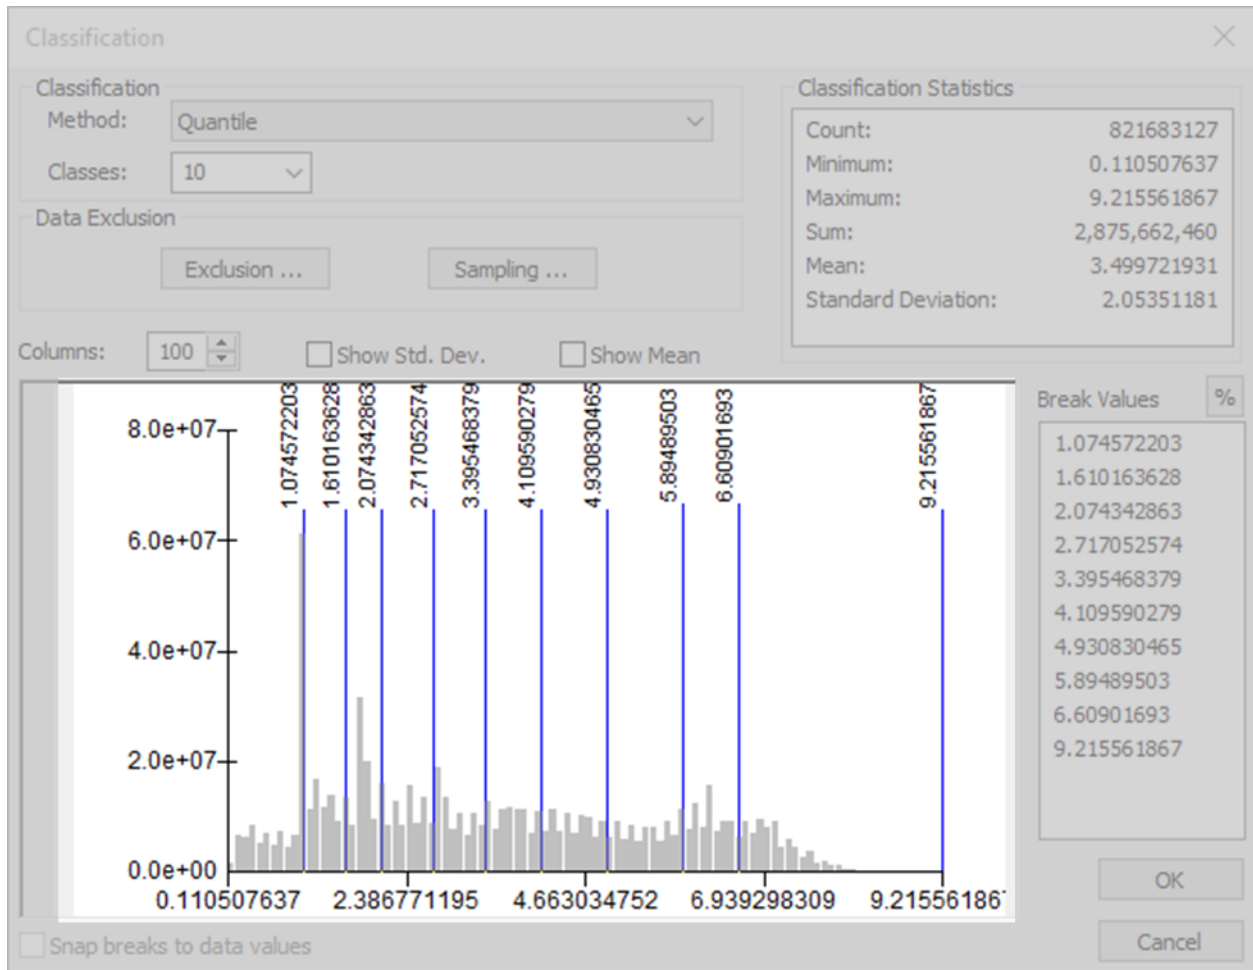 Classification
Classification
Method:
Quantile
Classes:
10
Data Exclusion
Exclusion ...
Sampling ...
Classification Statistics
Count: 821683127
Minimum: 0.110507637
Maximum: 9.215561867
Sum: 2,875,662,460
Mean: 3.499721931
Standard Deviation: 2.05351181
Columns:
100
Show Std. Dev.
Show Mean
1.074572203
1.610163628
2.074342863
2.717052574
3.395468379
4.109590279
4.930830465
5.89489503
6.60901693
9.215561867
8.0e+07
6.0e+07
4.0e+07
2.0e+07
0.0e+00
0.110507637 2.386771195 4.663034752 6.939298309 9.21556186
Break Values
%
1.074572203
1.610163628
2.074342863
2.717052574
3.395468379
4.109590279
4.930830465
5.89489503
6.60901693
9.215561867
OK
Snap breaks to data values
Cancel